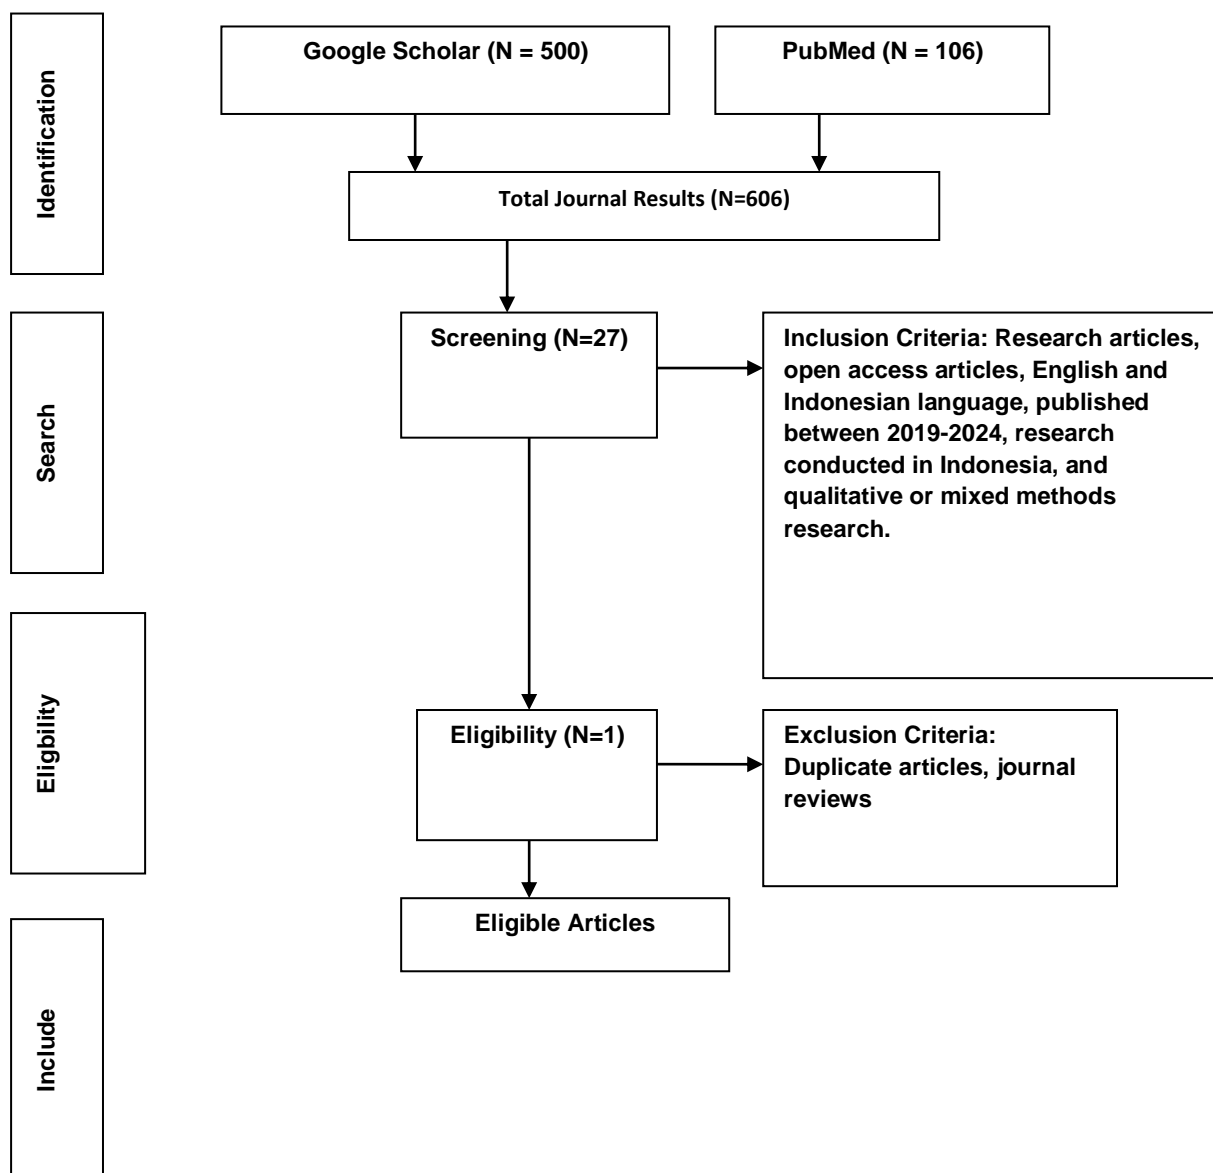 Identification
Google Scholar (N = 500)
PubMed (N = 106)
Total Journal Results (N=606)
Search
Screening (N=27)
Inclusion Criteria: Research articles,
open access articles, English and
Indonesian language, published
between 2019-2024, research
conducted in Indonesia, and
qualitative or mixed methods
research.
Eligbility
Eligibility (N=1)
Exclusion Criteria:
Duplicate articles, journal
reviews
Include
Eligible Articles